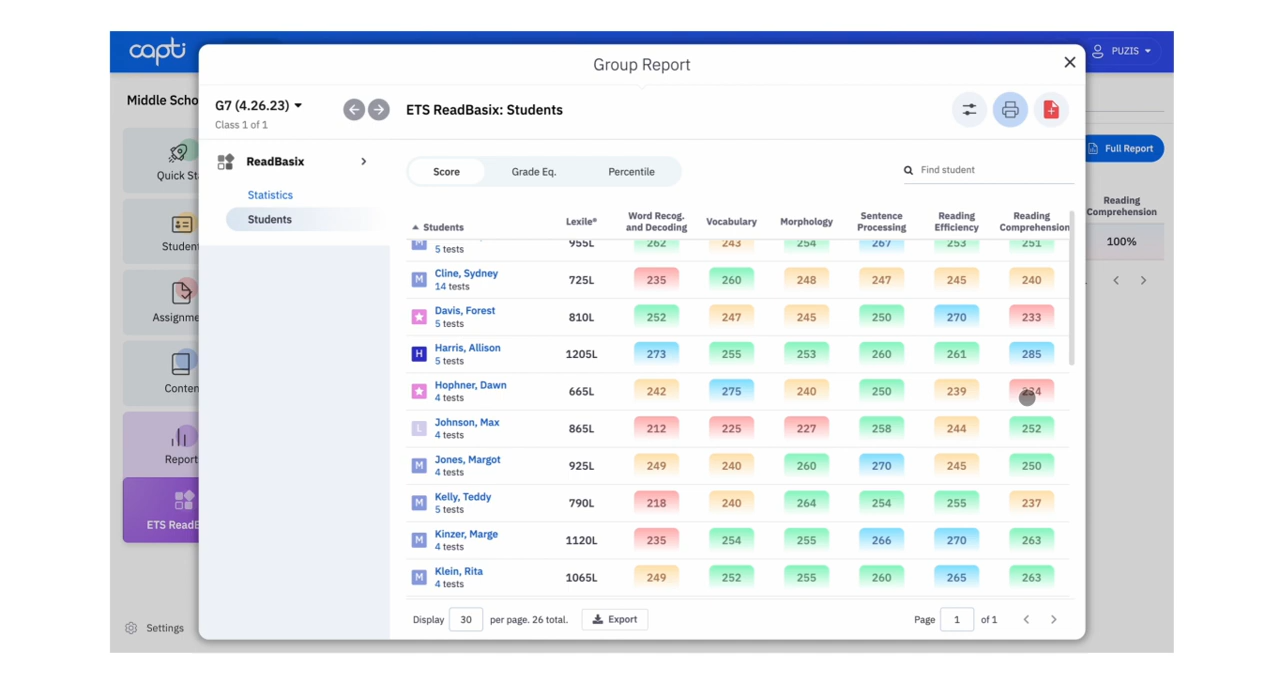 capti
Group Report
PUZIS
Middle Scho
G7 (4.26.23)
Class 1 of 1
ETS ReadBasix: Students
Full Report
ReadBasix
Statistics
Students
Score Grade Eq. Percentile
Find student
Quick St
Studen
Assignme
Conten
Report
ETS ReadB
Settings
Reading
Comprehension
100%
Students Lexile® Word Recog. and Decoding Vocabulary Morphology Sentence Processing Reading Efficiency Reading Comprehension
M 5 tests 955L 262 243 254 267 253 251
M Cline, Sydney 725L 235 260 248 247 245 240
14 tests
Davis, Forest 810L 252 247 245 250 270 233
5 tests
H Harris, Allison 1205L 273 255 253 260 261 285
5 tests
Hophner, Dawn 665L 242 275 240 250 239 234
4 tests
L Johnson, Max 865L 212 225 227 258 244 252
4 tests
M Jones, Margot 925L 249 240 260 270 245 250
4 tests
M Kelly, Teddy 790L 218 240 264 254 255 237
5 tests
M Kinzer, Marge 1120L 235 254 255 266 270 263
4 tests
M Klein, Rita 1065L 249 252 255 260 265 263
4 tests
Display 30 per page. 26 total. Export Page 1 of 1